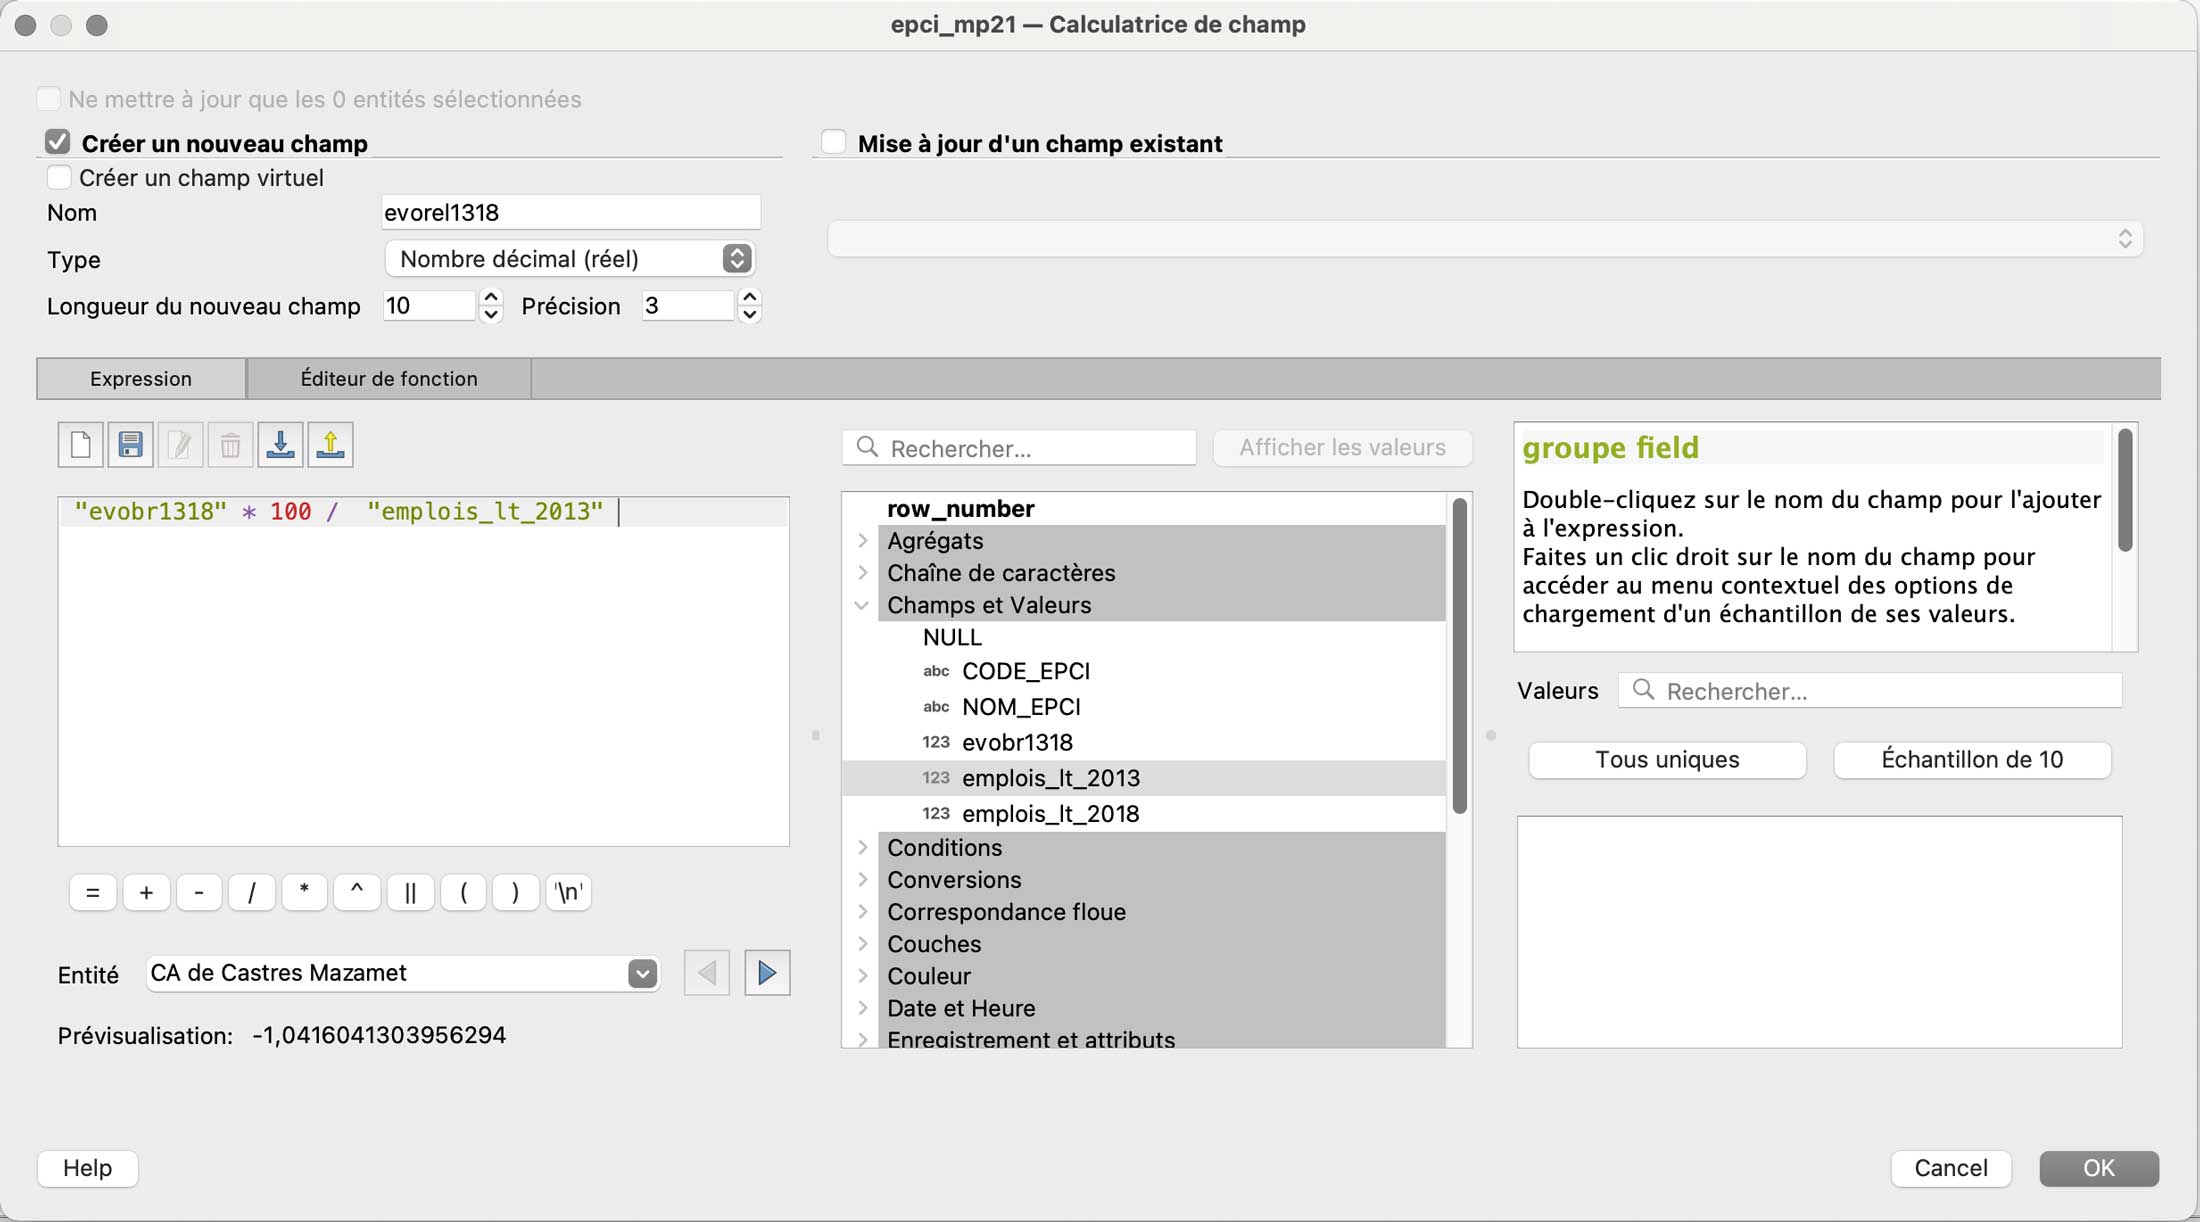 epci_mp21 — Calculatrice de champ
Ne mettre à jour que les 0 entités sélectionnées
Créer un nouveau champ
Mise à jour d'un champ existant
Créer un champ virtuel
Nom
evorel1318
Type
Nombre décimal (réel)
Longueur du nouveau champ
10
Précision
3
Expression
Éditeur de fonction
"evobr1318" * 100 /  "emplois_lt_2013"
= + - / * ^ || ( ) '\n'
Entité
CA de Castres Mazamet
Prévisualisation: -1,0416041303956294
Rechercher...
Afficher les valeurs
row_number
Agrégats
Chaîne de caractères
Champs et Valeurs
NULL
abc CODE_EPCI
abc NOM_EPCI
123 evobr1318
123 emplois_lt_2013
123 emplois_lt_2018
Conditions
Conversions
Correspondance floue
Couches
Couleur
Date et Heure
Enregistrement et attributs
groupe field
Double-cliquez sur le nom du champ pour l'ajouter
à l'expression.
Faites un clic droit sur le nom du champ pour
accéder au menu contextuel des options de
chargement d'un échantillon de ses valeurs.
Valeurs
Rechercher...
Tous uniques
Échantillon de 10
Help
Cancel
OK